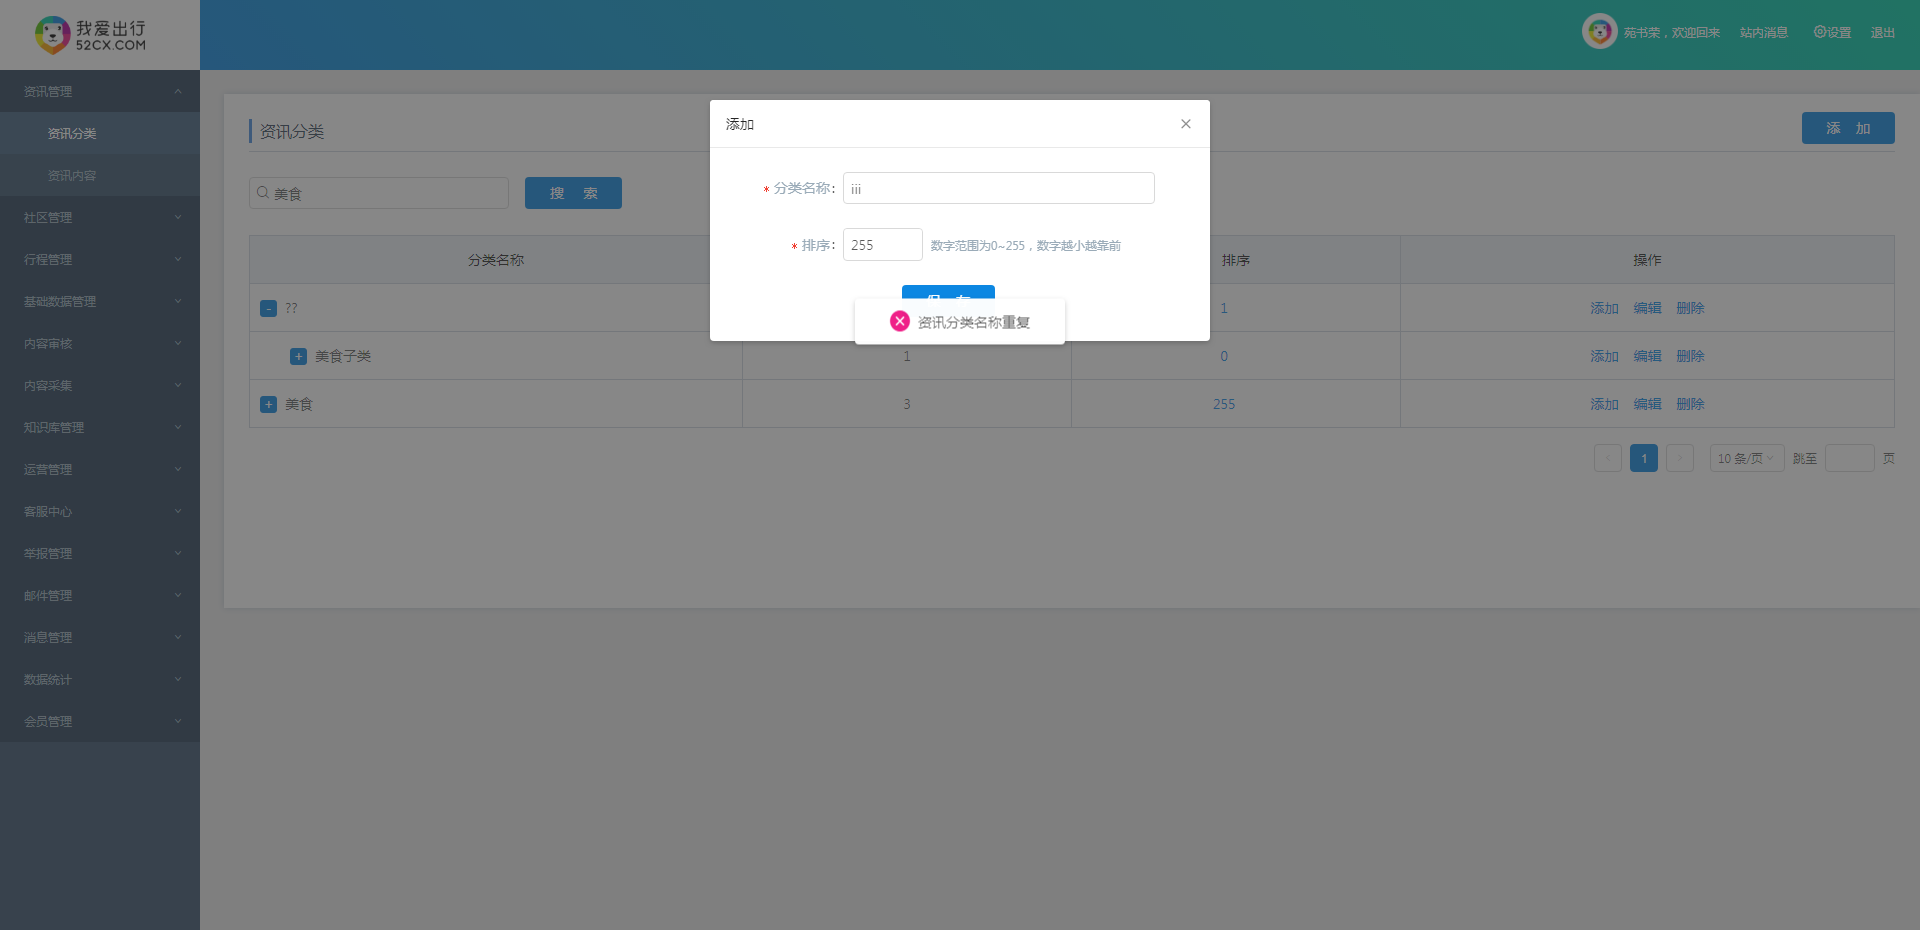 我爱出行
52CX.COM
苑书荣，欢迎回来 站内消息 设置 退出
资讯管理
资讯分类
资讯内容
社区管理
行程管理
基础数据管理
内容审核
内容采集
知识库管理
运营管理
客服中心
举报管理
邮件管理
消息管理
数据统计
会员管理
资讯分类
添 加
美食
搜 索
分类名称 排序 操作
- ?? 1 添加 编辑 删除
+ 美食子类 1 0 添加 编辑 删除
+ 美食 3 255 添加 编辑 删除
1 10 条/页 跳至 页
添加
* 分类名称: iii
* 排序: 255 数字范围为0~255，数字越小越靠前
保 存
资讯分类名称重复